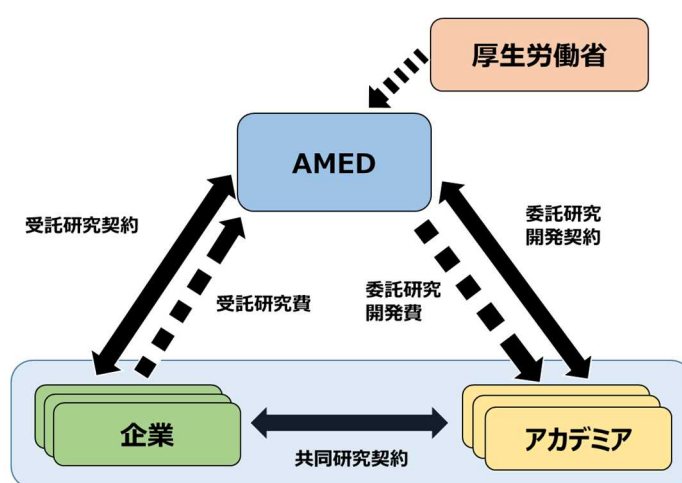 厚生労働省
AMED
受託研究契約
委託研究
開発契約
受託研究費
委託研究
開発費
企業
アカデミア
共同研究契約